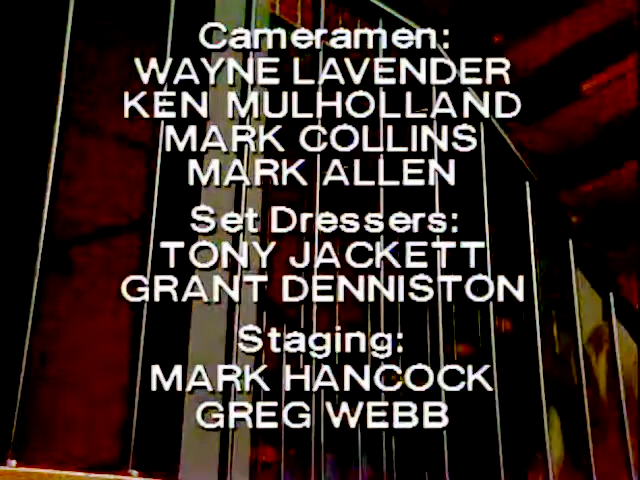 Cameramen:
WAYNE LAVENDER
KEN MULHOLLAND
MARK COLLINS
MARK ALLEN
Set Dressers:
TONY JACKETT
GRANT DENNISTON
Staging:
MARK HANCOCK
GREG WEBB